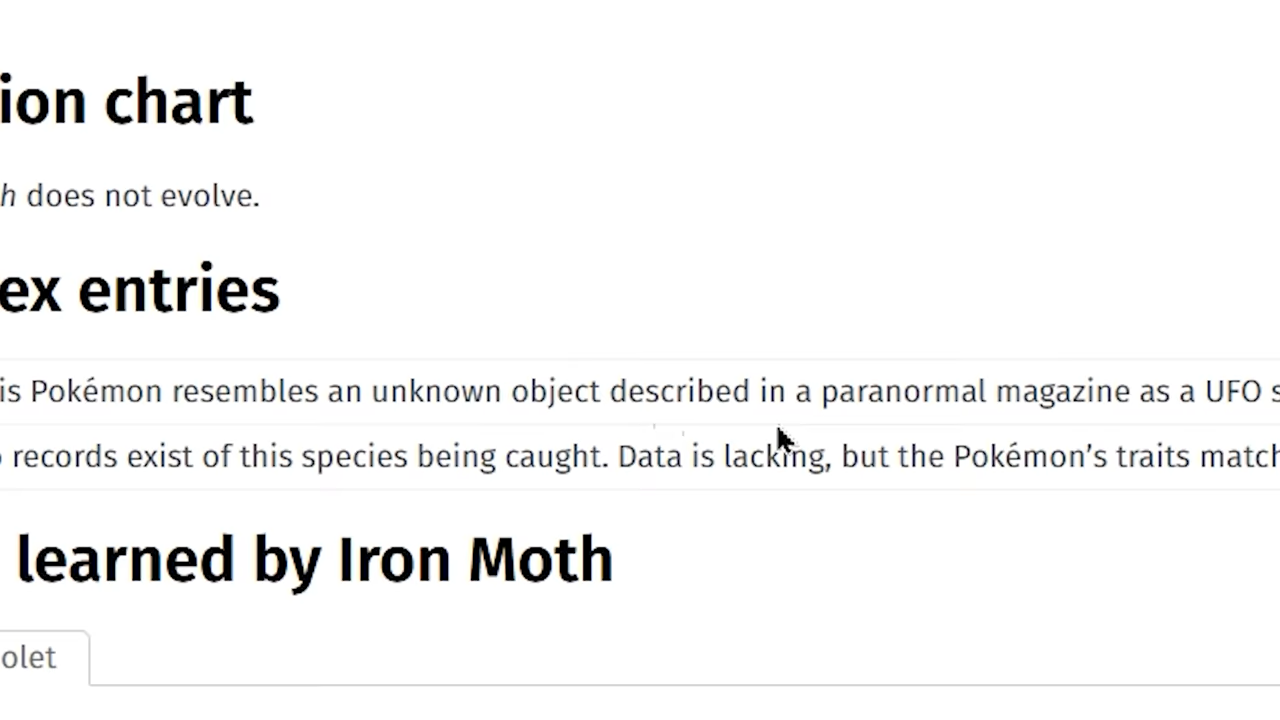 ion chart
h does not evolve.
ex entries
is Pokémon resembles an unknown object described in a paranormal magazine as a UFO s
records exist of this species being caught. Data is lacking, but the Pokémon’s traits match
learned by Iron Moth
olet